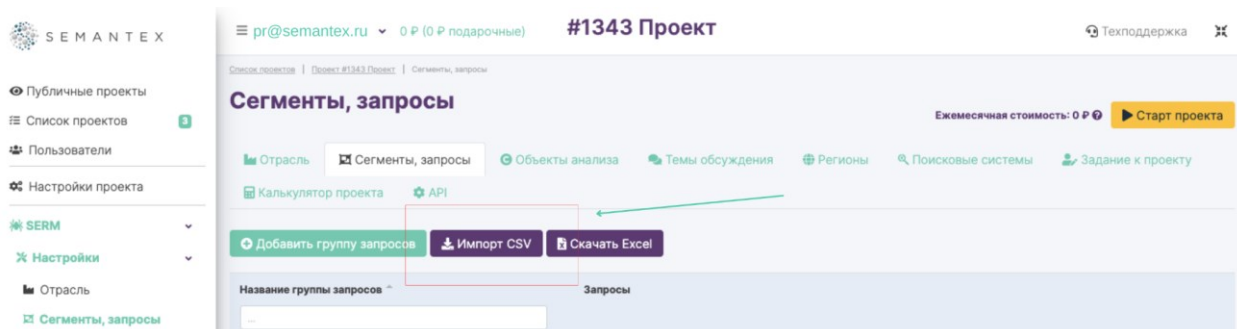 SEMANTEX
pr@semantex.ru 0 ₽ (0 ₽ подарочные)
#1343 Проект
Техподдержка
Список проектов | Проект #1343 Проект | Сегменты, запросы
Публичные проекты
Список проектов 3
Пользователи
Настройки проекта
SERM
Настройки
Отрасль
Сегменты, запросы
Сегменты, запросы
Ежемесячная стоимость: 0 ₽
Старт проекта
Отрасль Сегменты, запросы Объекты анализа Темы обсуждения Регионы Поисковые системы Задание к проекту
Калькулятор проекта API
Добавить группу запросов Импорт CSV Скачать Excel
Название группы запросов Запросы
...